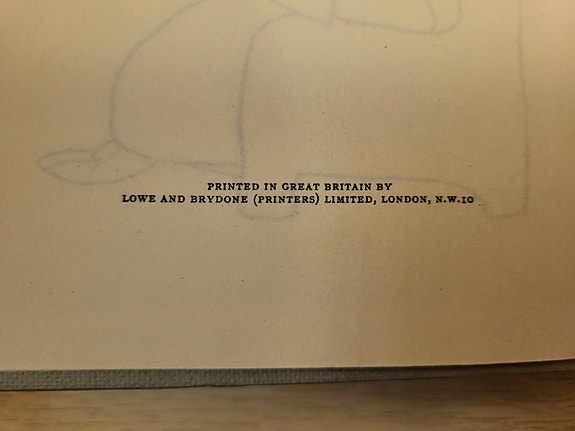 PRINTED IN GREAT BRITAIN BY
LOWE AND BRYDONE (PRINTERS) LIMITED, LONDON, N.W.10